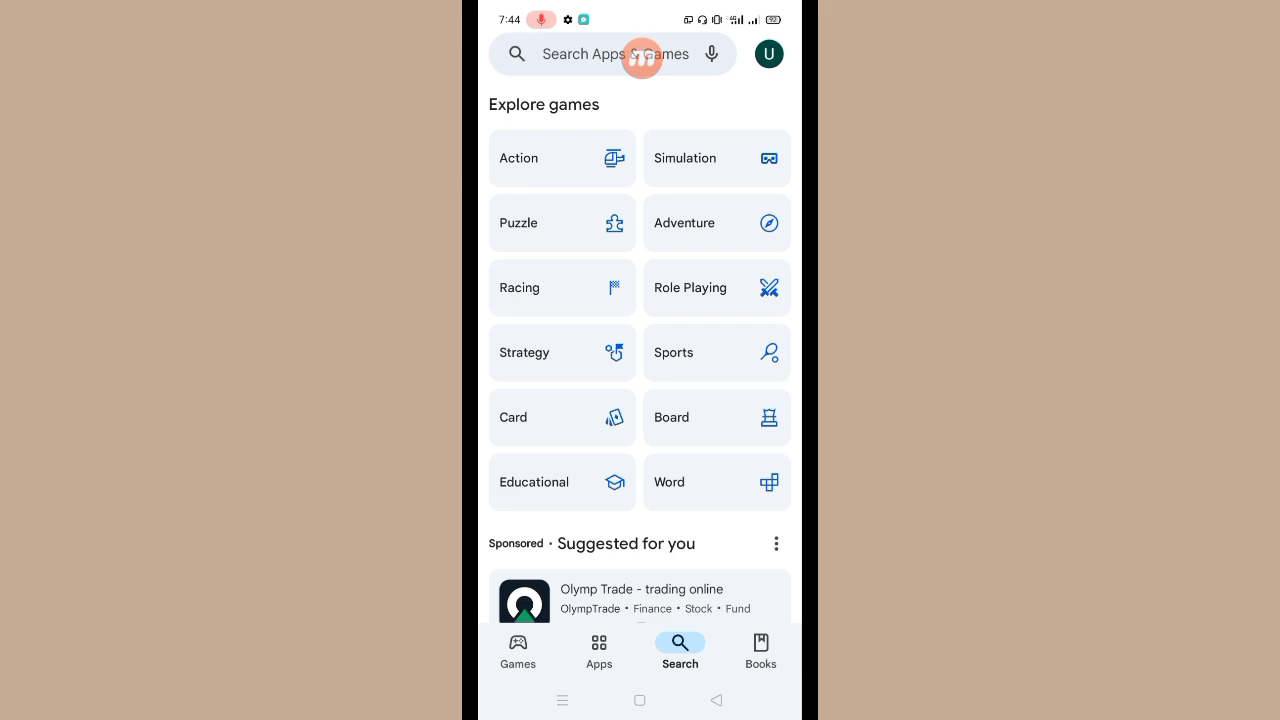 7:44
92
Search Apps & Games
U
Explore games
Action
Simulation
Puzzle
Adventure
Racing
Role Playing
Strategy
Sports
Card
Board
Educational
Word
Sponsored • Suggested for you
Olymp Trade - trading online
OlympTrade • Finance • Stock • Fund
Games
Apps
Search
Books